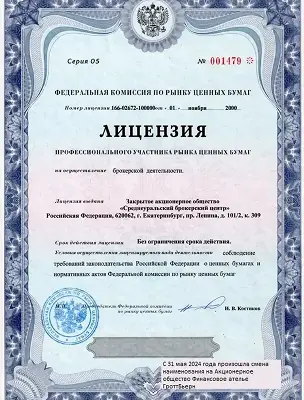 ЛИЦЕНЗИЯ
Серия 05
№ 001479
ФЕДЕРАЛЬНАЯ КОМИССИЯ ПО РЫНКУ ЦЕННЫХ БУМАГ
Номер лицензии 166-02672-100000 от « 01 » ноября 2000
ЛИЦЕНЗИЯ
ПРОФЕССИОНАЛЬНОГО УЧАСТНИКА РЫНКА ЦЕННЫХ БУМАГ
на осуществление брокерской деятельности.
Лицензия выдана Закрытое акционерное общество
«Среднеуральский брокерский центр»
Российская Федерация, 620062, г. Екатеринбург, пр. Ленина, д. 101/2, к. 309
Срок действия лицензии Без ограничения срока действия.
Условия осуществления лицензируемого вида деятельности: соблюдение
требований законодательства Российской Федерации о ценных бумагах и
нормативных актов Федеральной комиссии по рынку ценных бумаг
Председателя Федеральной комиссии
по рынку ценных бумаг
И. В. Костиков
С 31 мая 2024 года произошла смена
наименования на Акционерное
общество Финансовое ателье
ГроттБьерн